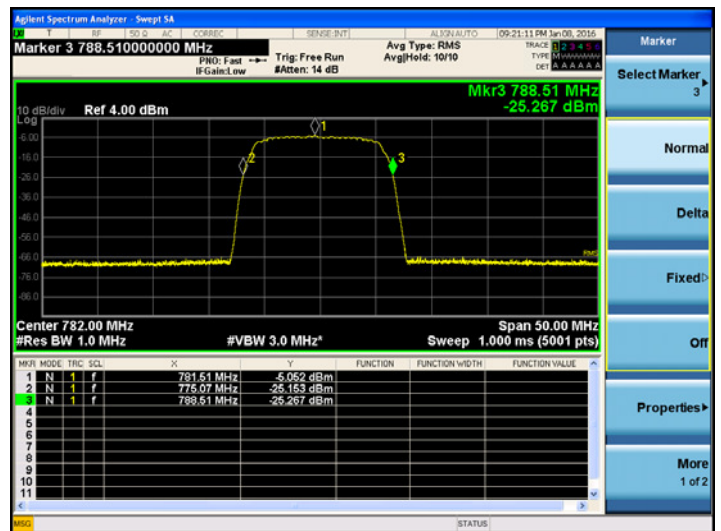 Agilent Spectrum Analyzer - Swept SA
T RF 50 Ω AC CORREC SENSE:INT ALIGN AUTO 09:21:11 PM Jan 08, 2016
Marker 3 788.510000000 MHz
PNO: Fast
IFGain:Low
Trig: Free Run
#Atten: 14 dB
Avg Type: RMS
Avg|Hold: 10/10
TRACE 1 2 3 4 5 6
TYPE
DET A A A A A A
Mkr3 788.51 MHz
-25.267 dBm
10 dB/div Ref 4.00 dBm
Log
-6.00
-16.0
-26.0
-46.0
-56.0
-66.0
-76.0
-86.0
1
2
3
RMS
Center 782.00 MHz Span 50.00 MHz
#Res BW 1.0 MHz #VBW 3.0 MHz* Sweep 1.000 ms (5001 pts)
MKR MODE TRC SCL X Y FUNCTION FUNCTION WIDTH FUNCTION VALUE
1 N 1 f 781.51 MHz -5.052 dBm
2 N 1 f 775.07 MHz -25.153 dBm
3 N 1 f 788.51 MHz -25.267 dBm
4
5
6
7
8
9
10
11
MSG STATUS
Marker
Select Marker
3
Normal
Delta
Fixed
Off
Properties
More
1 of 2